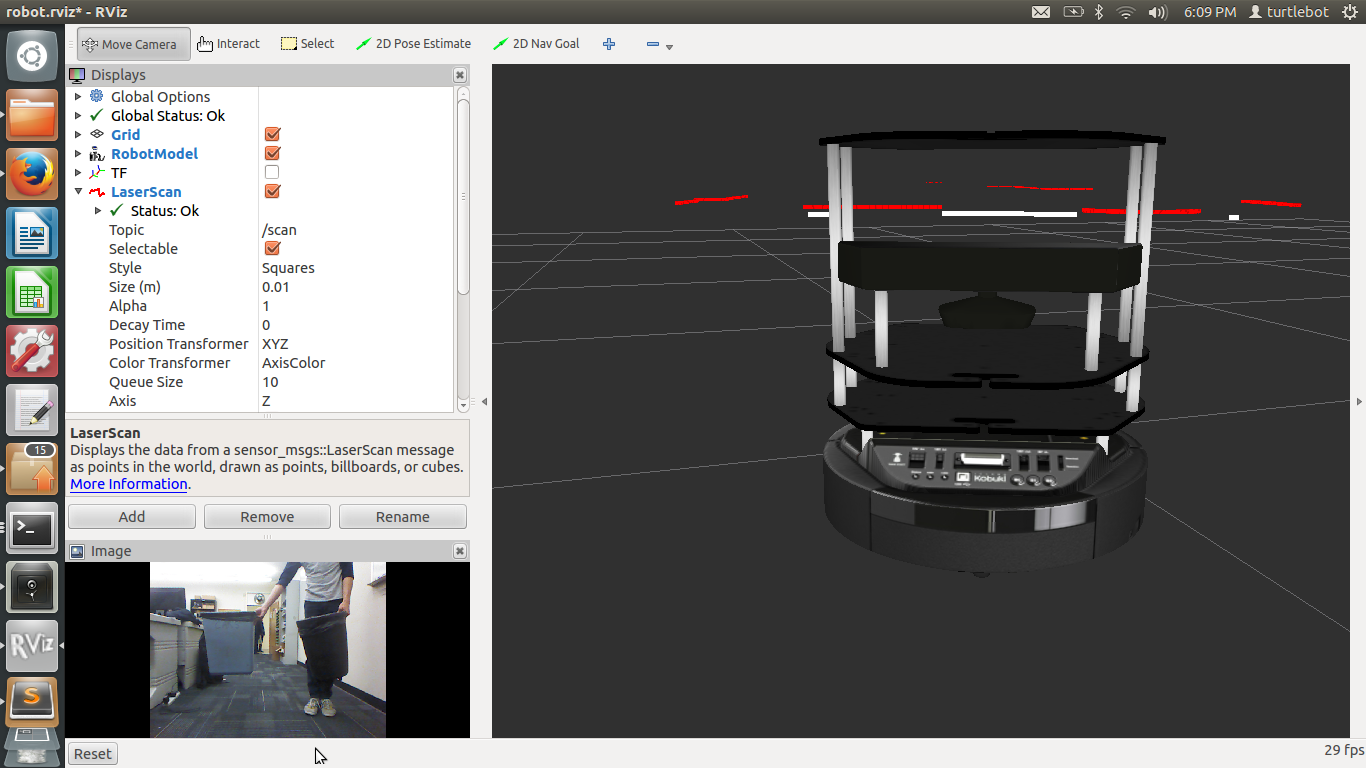 robot.rviz* - RViz
6:09 PM
turtlebot
Move Camera
Interact
Select
2D Pose Estimate
2D Nav Goal
Displays
Global Options
Global Status: Ok
Grid
RobotModel
TF
LaserScan
Status: Ok
Topic /scan
Selectable
Style Squares
Size (m) 0.01
Alpha 1
Decay Time 0
Position Transformer XYZ
Color Transformer AxisColor
Queue Size 10
Axis Z
LaserScan
Displays the data from a sensor_msgs::LaserScan message
as points in the world, drawn as points, billboards, or cubes.
More Information.
Add Remove Rename
Image
Reset
29 fps
15
>_
RViz
S
Kobuki